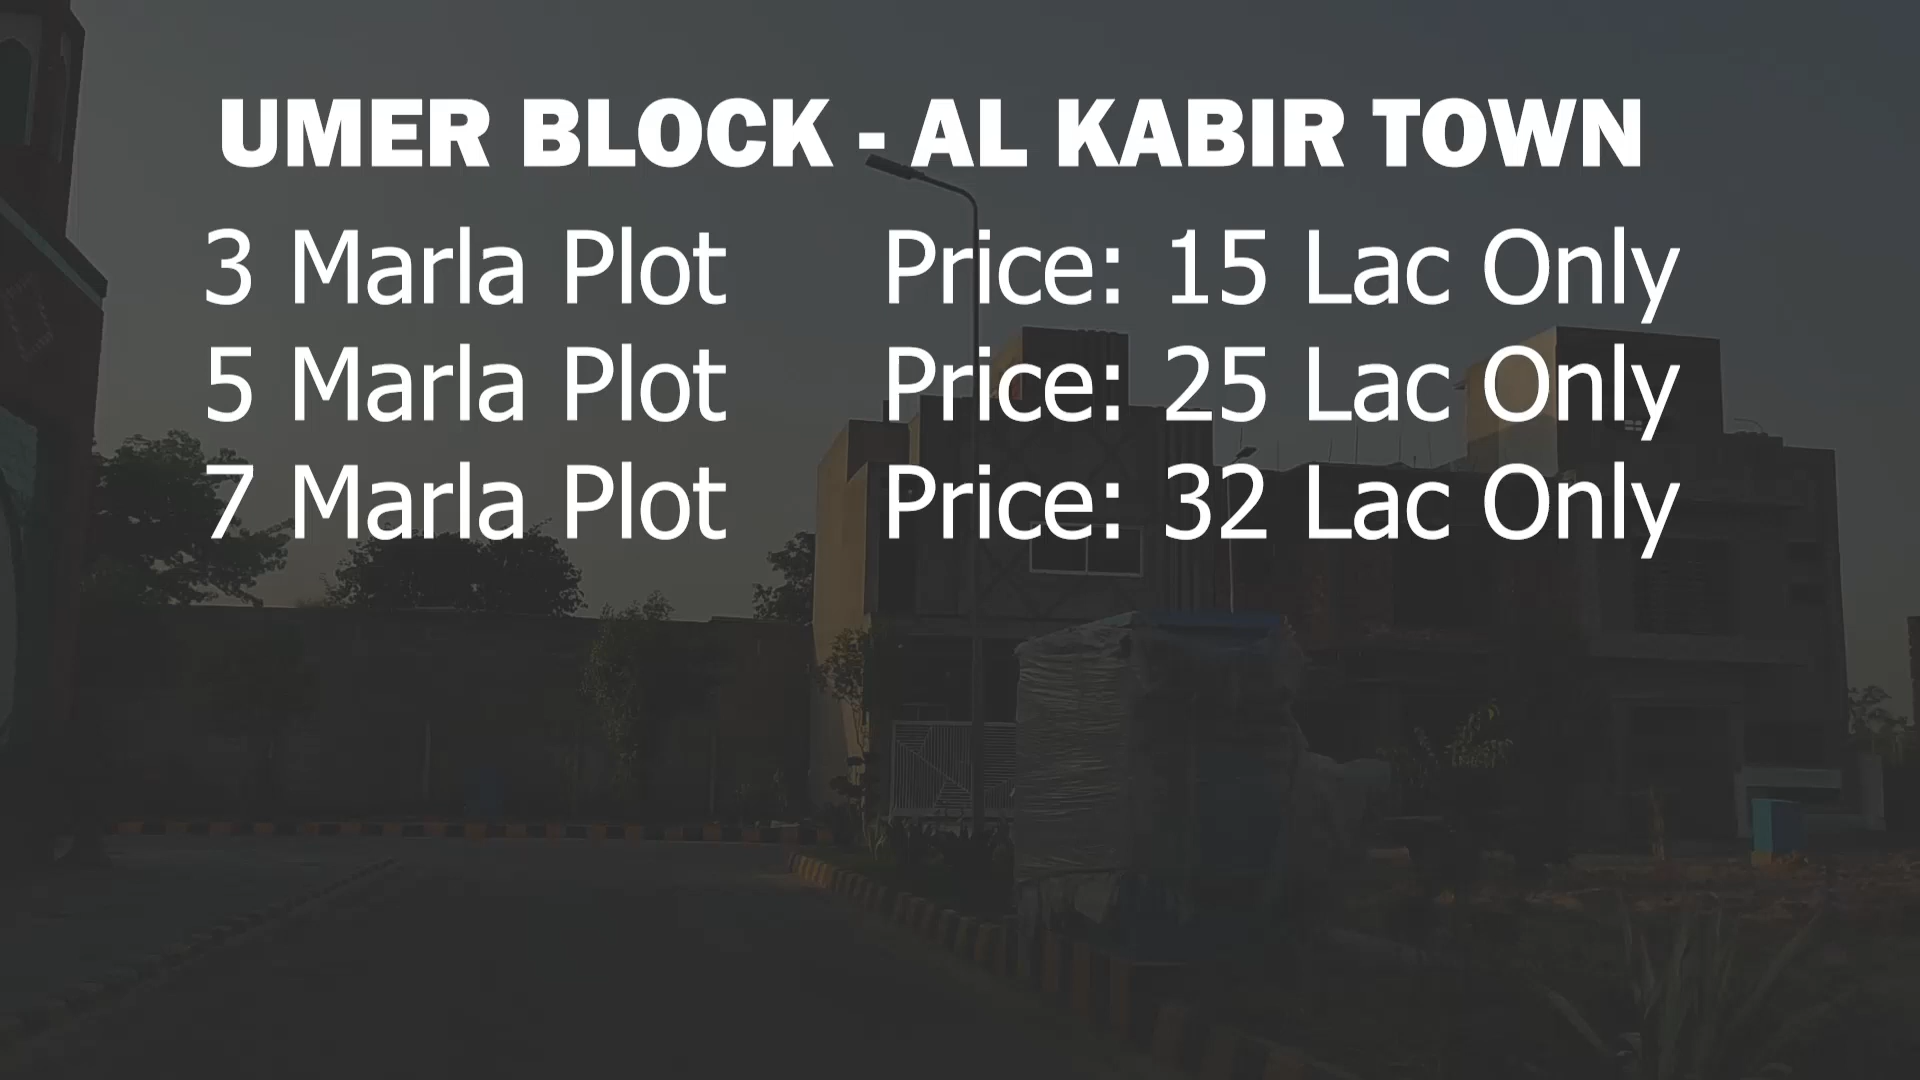 UMER BLOCK - AL KABIR TOWN
3 Marla Plot Price: 15 Lac Only
5 Marla Plot Price: 25 Lac Only
7 Marla Plot Price: 32 Lac Only